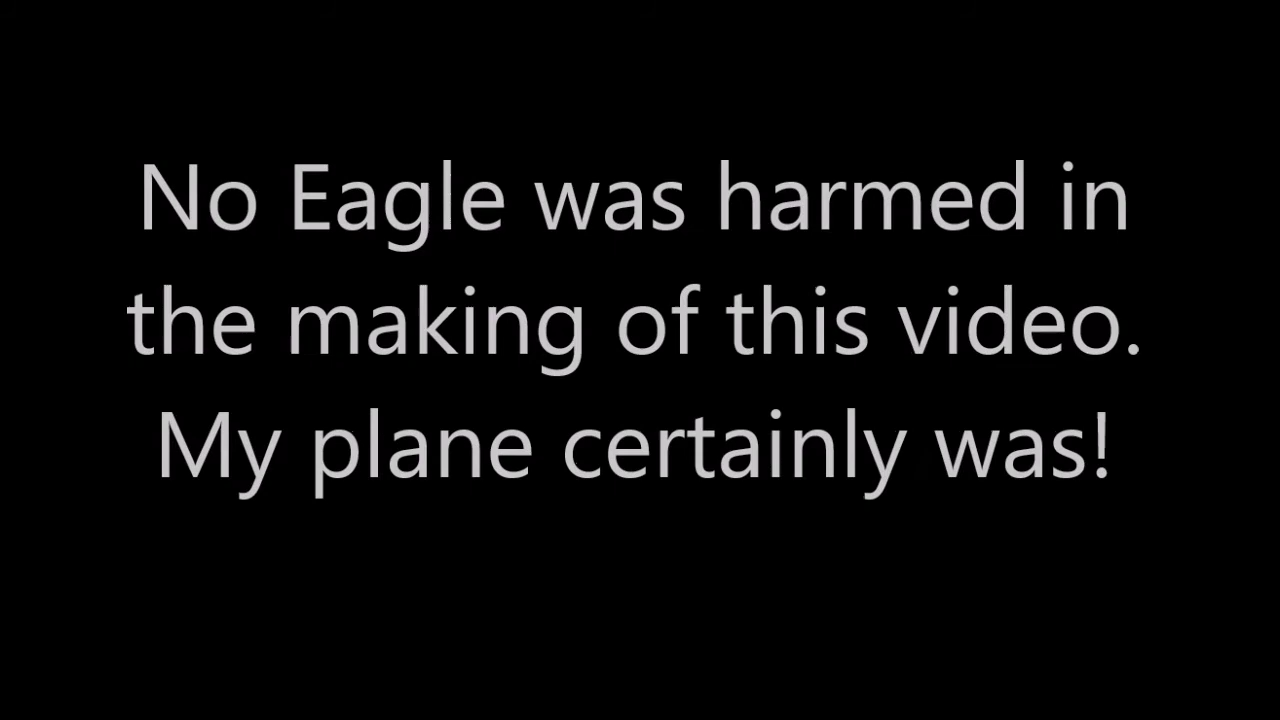 No Eagle was harmed in
the making of this video.
My plane certainly was!